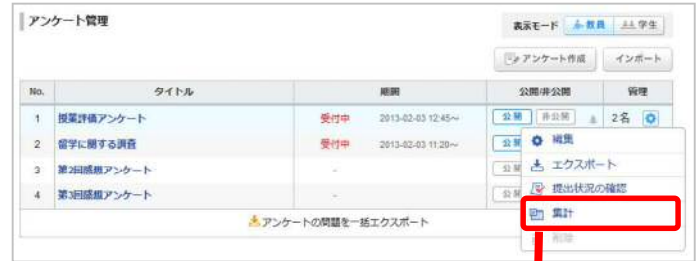 アンケート管理
表示モード 教員 学生
アンケート作成 インポート
No. タイトル 期間 公開/非公開 管理
1 授業評価アンケート 受付中 2013-02-03 12:45～ 公開 非公開 2名
2 留学に関する調査 受付中 2013-02-03 11:20～ 公開
3 第2回感想アンケート - 公開
4 第3回感想アンケート - 公開
編集
エクスポート
提出状況の確認
集計
削除
アンケートの問題を一括エクスポート